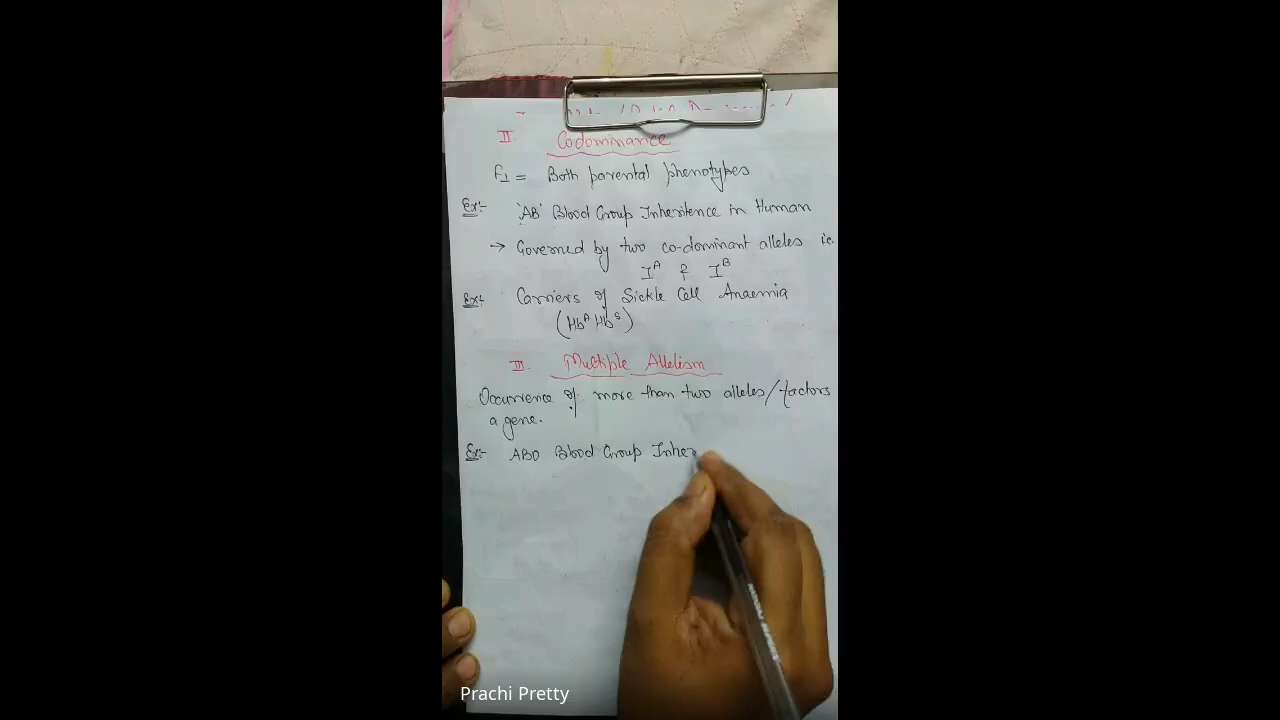 II Codominance
F1 = Both parental phenotypes
Ex:- 'AB' Blood Group Inheritence in Human
→ Governed by two co-dominant alleles i.e.
I^A & I^B
Ex:- Carriers of Sickle Cell Anaemia
(Hb^A Hb^S)
III. Multiple Allelism
Occurrence of more than two alleles/factors
a gene.
Ex:- ABO Blood Group Inher
Prachi Pretty